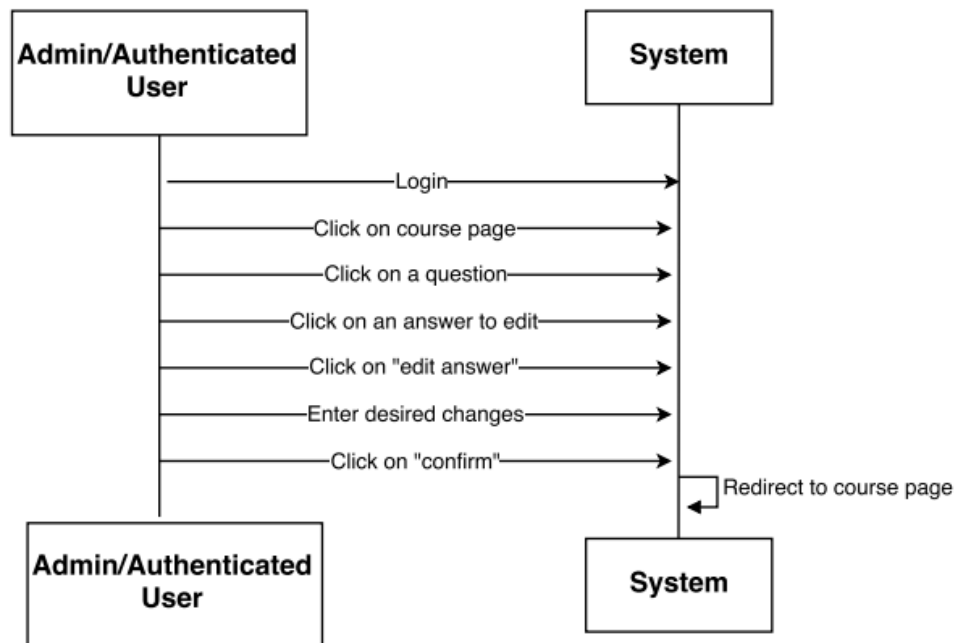 Admin/Authenticated
User
System
Login
Click on course page
Click on a question
Click on an answer to edit
Click on "edit answer"
Enter desired changes
Click on "confirm"
Redirect to course page
Admin/Authenticated
User
System